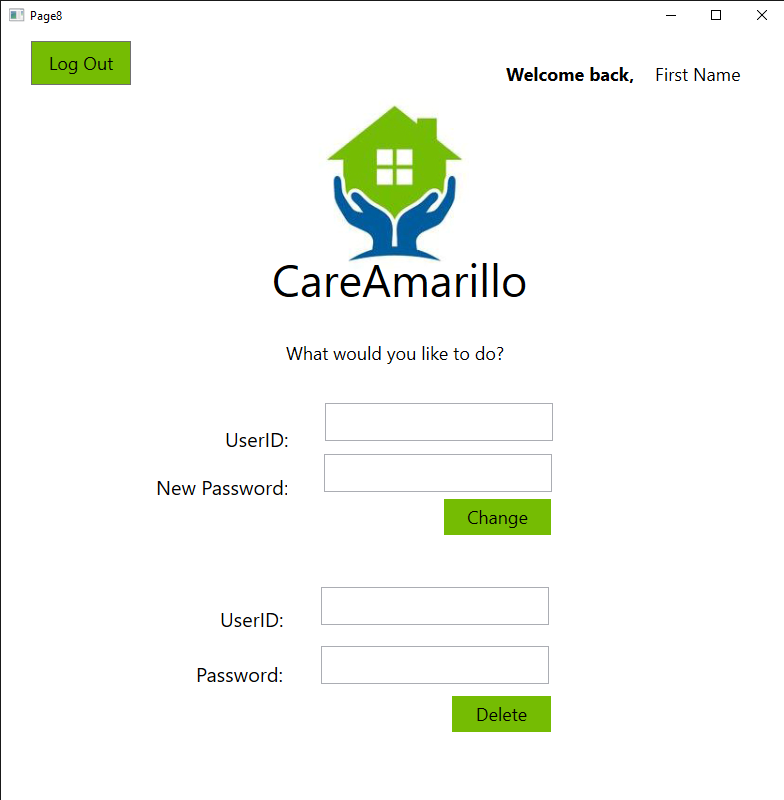 Page8
Log Out
Welcome back, First Name
CareAmarillo
What would you like to do?
UserID:
New Password:
Change
UserID:
Password:
Delete